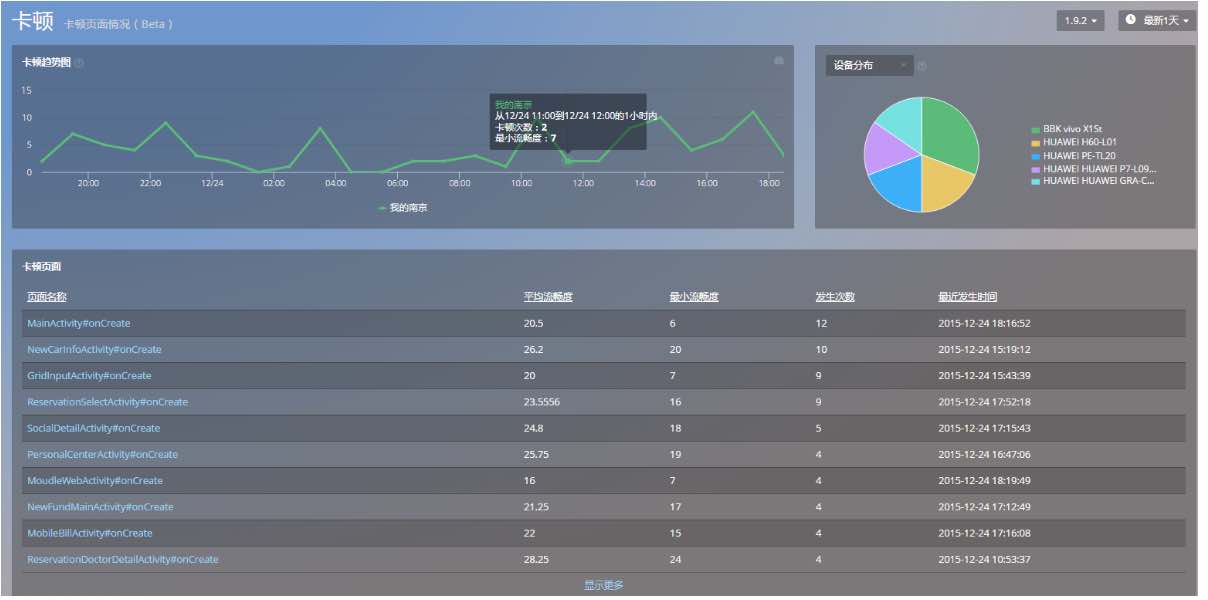 卡顿 卡顿页面情况 ( Beta )
1.9.2 最新1天
卡顿趋势图
15
10
5
0
20:00 22:00 12/24 02:00 04:00 06:00 08:00 10:00 12:00 14:00 16:00 18:00
我的南京
从12/24 11:00到12/24 12:00的1小时内
卡顿次数：2
最小流畅度：7
我的南京
设备分布
BBK vivo X1St
HUAWEI H60-L01
HUAWEI PE-TL20
HUAWEI HUAWEI P7-L09...
HUAWEI HUAWEI GRA-C...
卡顿页面
页面名称 平均流畅度 最小流畅度 发生次数 最近发生时间
MainActivity#onCreate 20.5 6 12 2015-12-24 18:16:52
NewCarInfoActivity#onCreate 26.2 20 10 2015-12-24 15:19:12
GridInputActivity#onCreate 20 7 9 2015-12-24 15:43:39
ReservationSelectActivity#onCreate 23.5556 16 9 2015-12-24 17:52:18
SocialDetailActivity#onCreate 24.8 18 5 2015-12-24 17:15:43
PersonalCenterActivity#onCreate 25.75 19 4 2015-12-24 16:47:06
MoudleWebActivity#onCreate 16 7 4 2015-12-24 18:19:49
NewFundMainActivity#onCreate 21.25 17 4 2015-12-24 17:12:49
MobileBillActivity#onCreate 22 15 4 2015-12-24 17:16:08
ReservationDoctorDetailActivity#onCreate 28.25 24 4 2015-12-24 10:53:37
显示更多